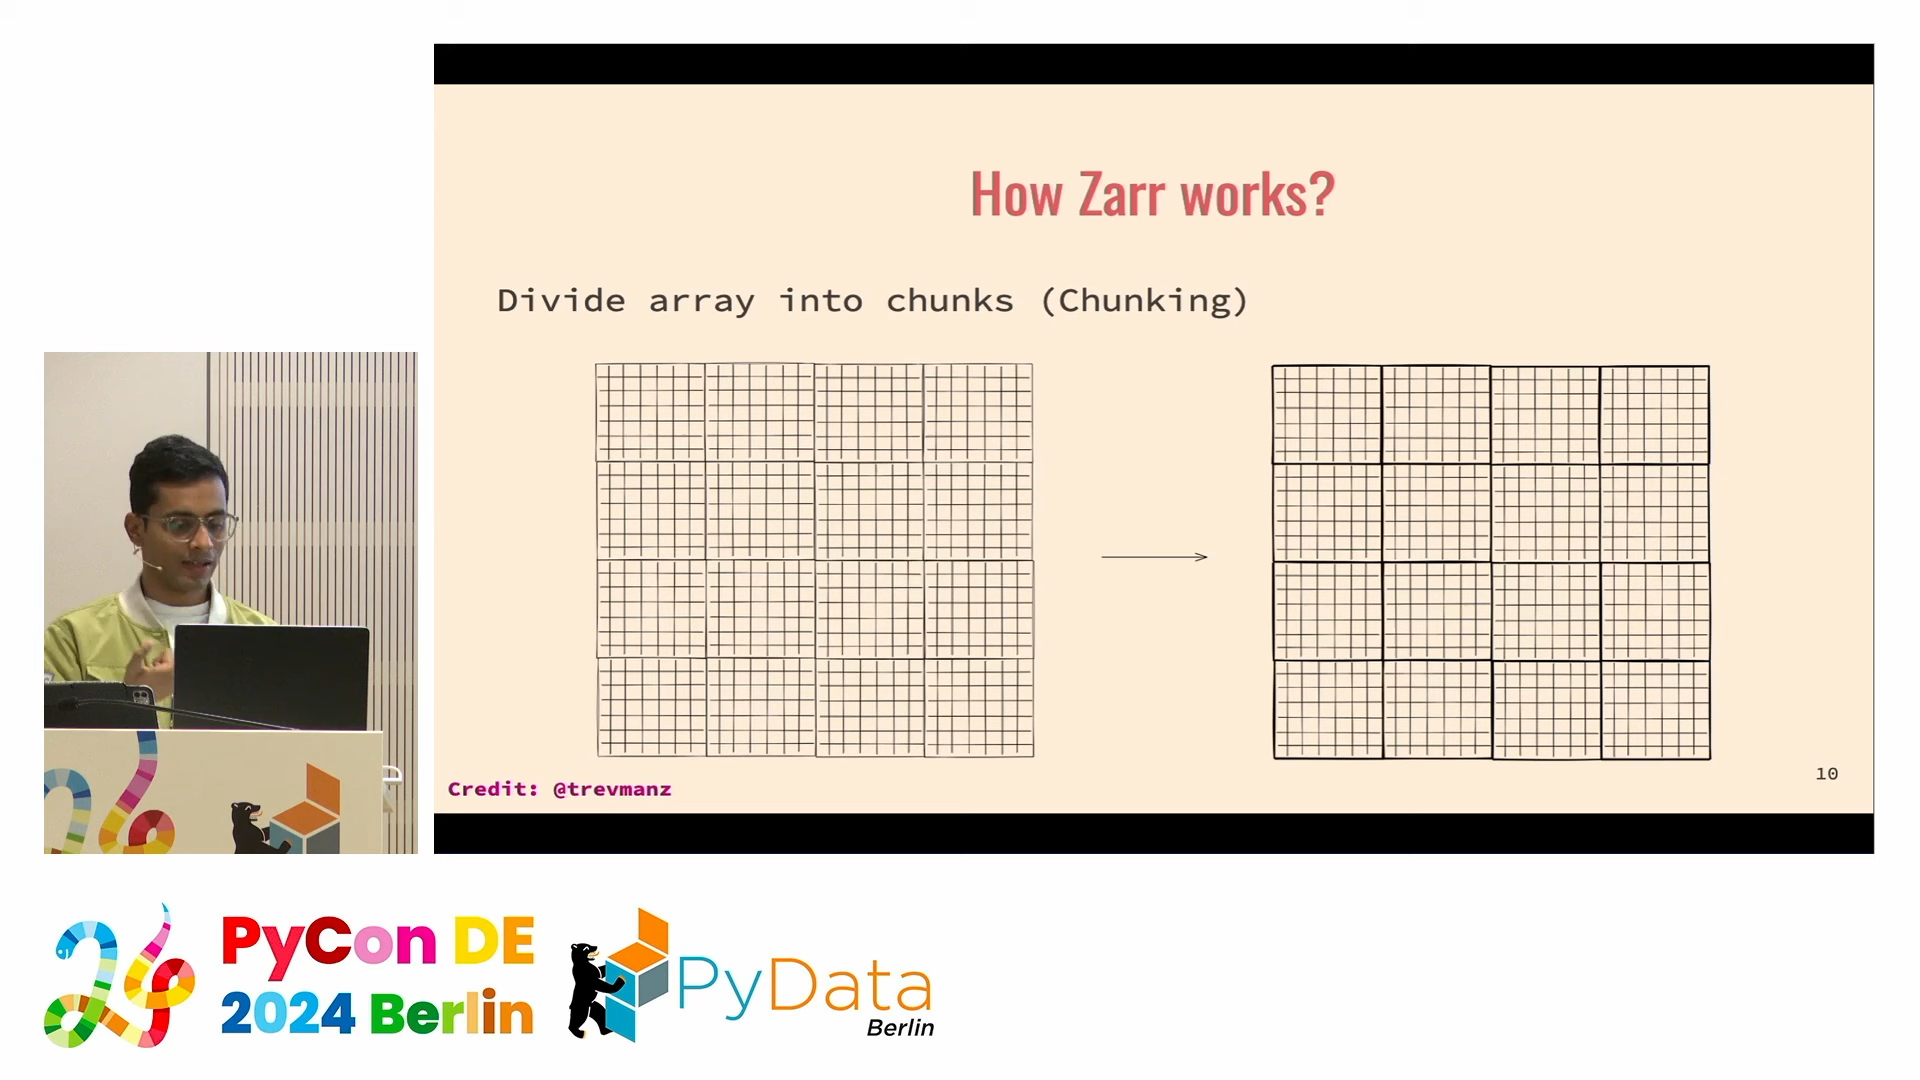 How Zarr works?
Divide array into chunks (Chunking)
Credit: @trevmanz
10
PyCon DE
2024 Berlin
PyData
Berlin